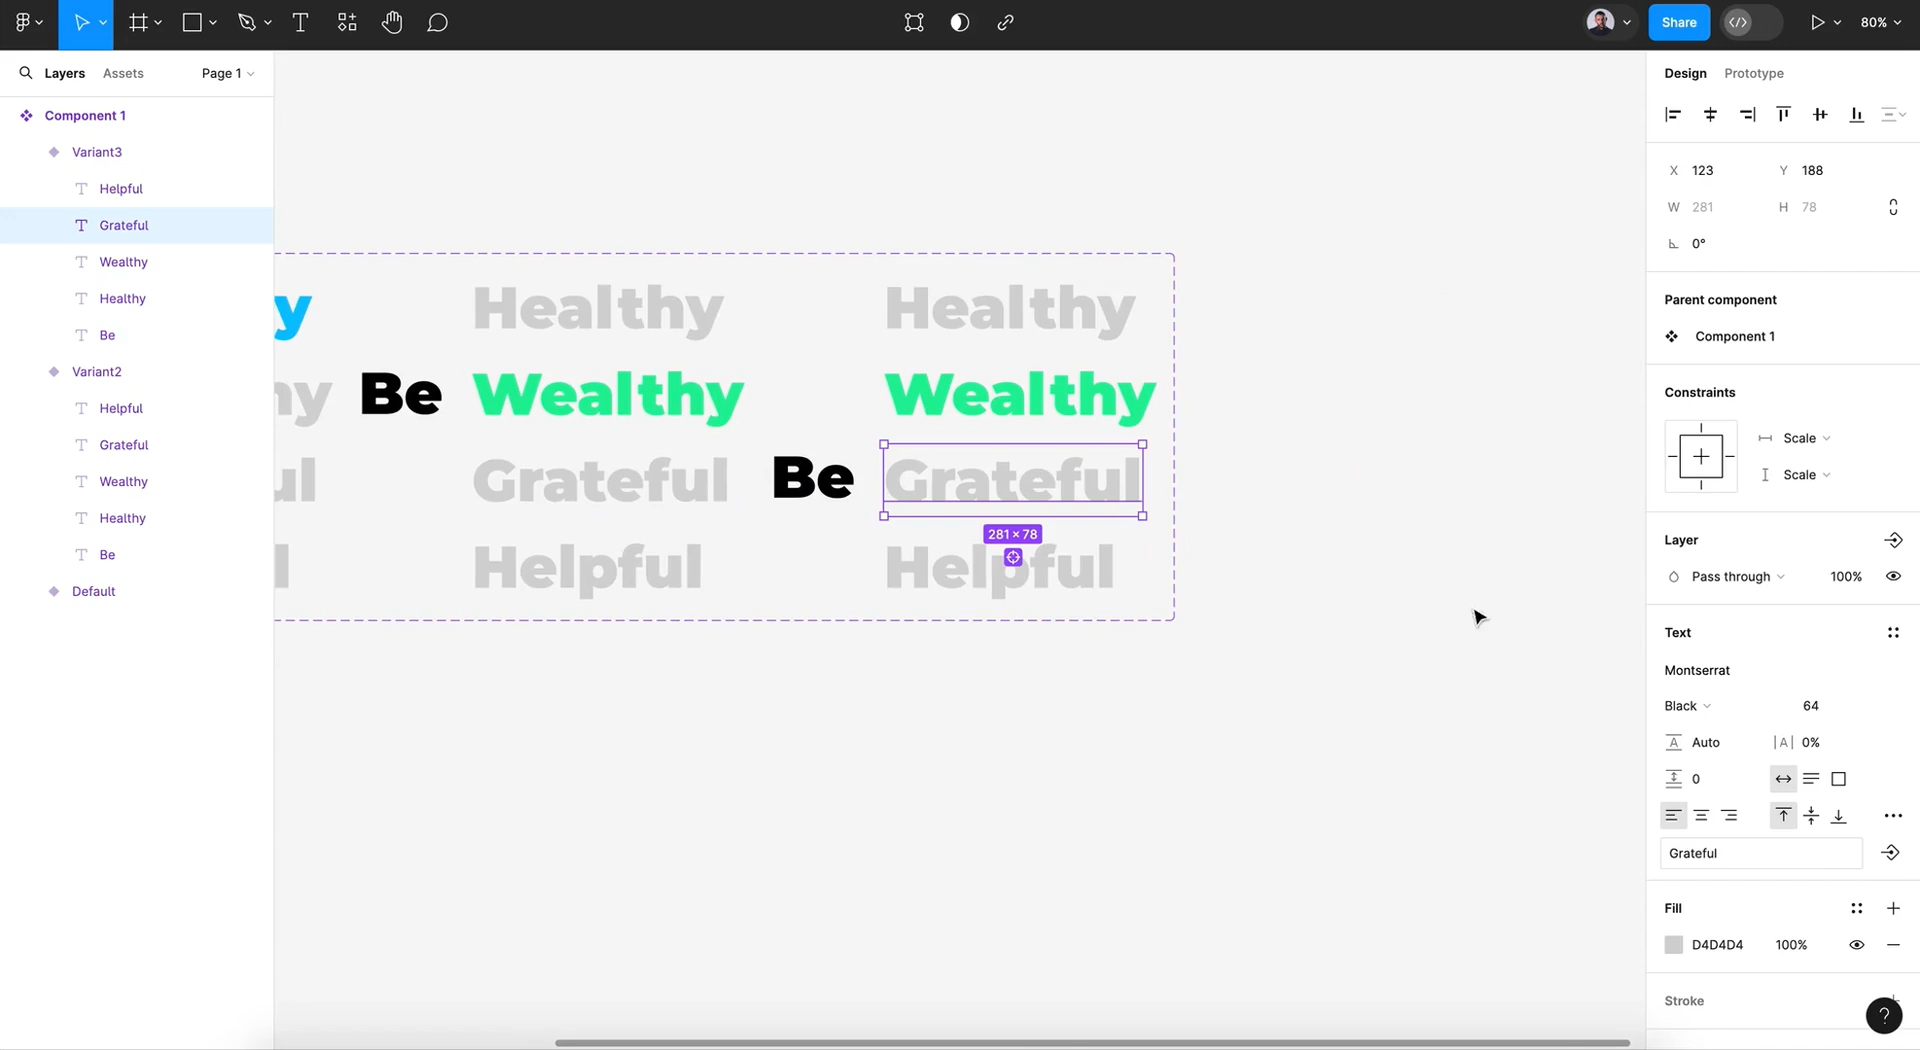 Share
80%
Layers
Assets
Page 1
Component 1
Variant3
Helpful
Grateful
Wealthy
Healthy
Be
Variant2
Helpful
Grateful
Wealthy
Healthy
Be
Default
y
Healthy
Healthy
hy
Be
Wealthy
Wealthy
ul
Grateful
Be
Grateful
281 × 78
l
Helpful
Helpful
Design
Prototype
X 123
Y 188
W 281
H 78
0°
Parent component
Component 1
Constraints
Scale
Scale
Layer
Pass through
100%
Text
Montserrat
Black
64
A Auto
|A| 0%
0
Grateful
Fill
D4D4D4
100%
Stroke
?